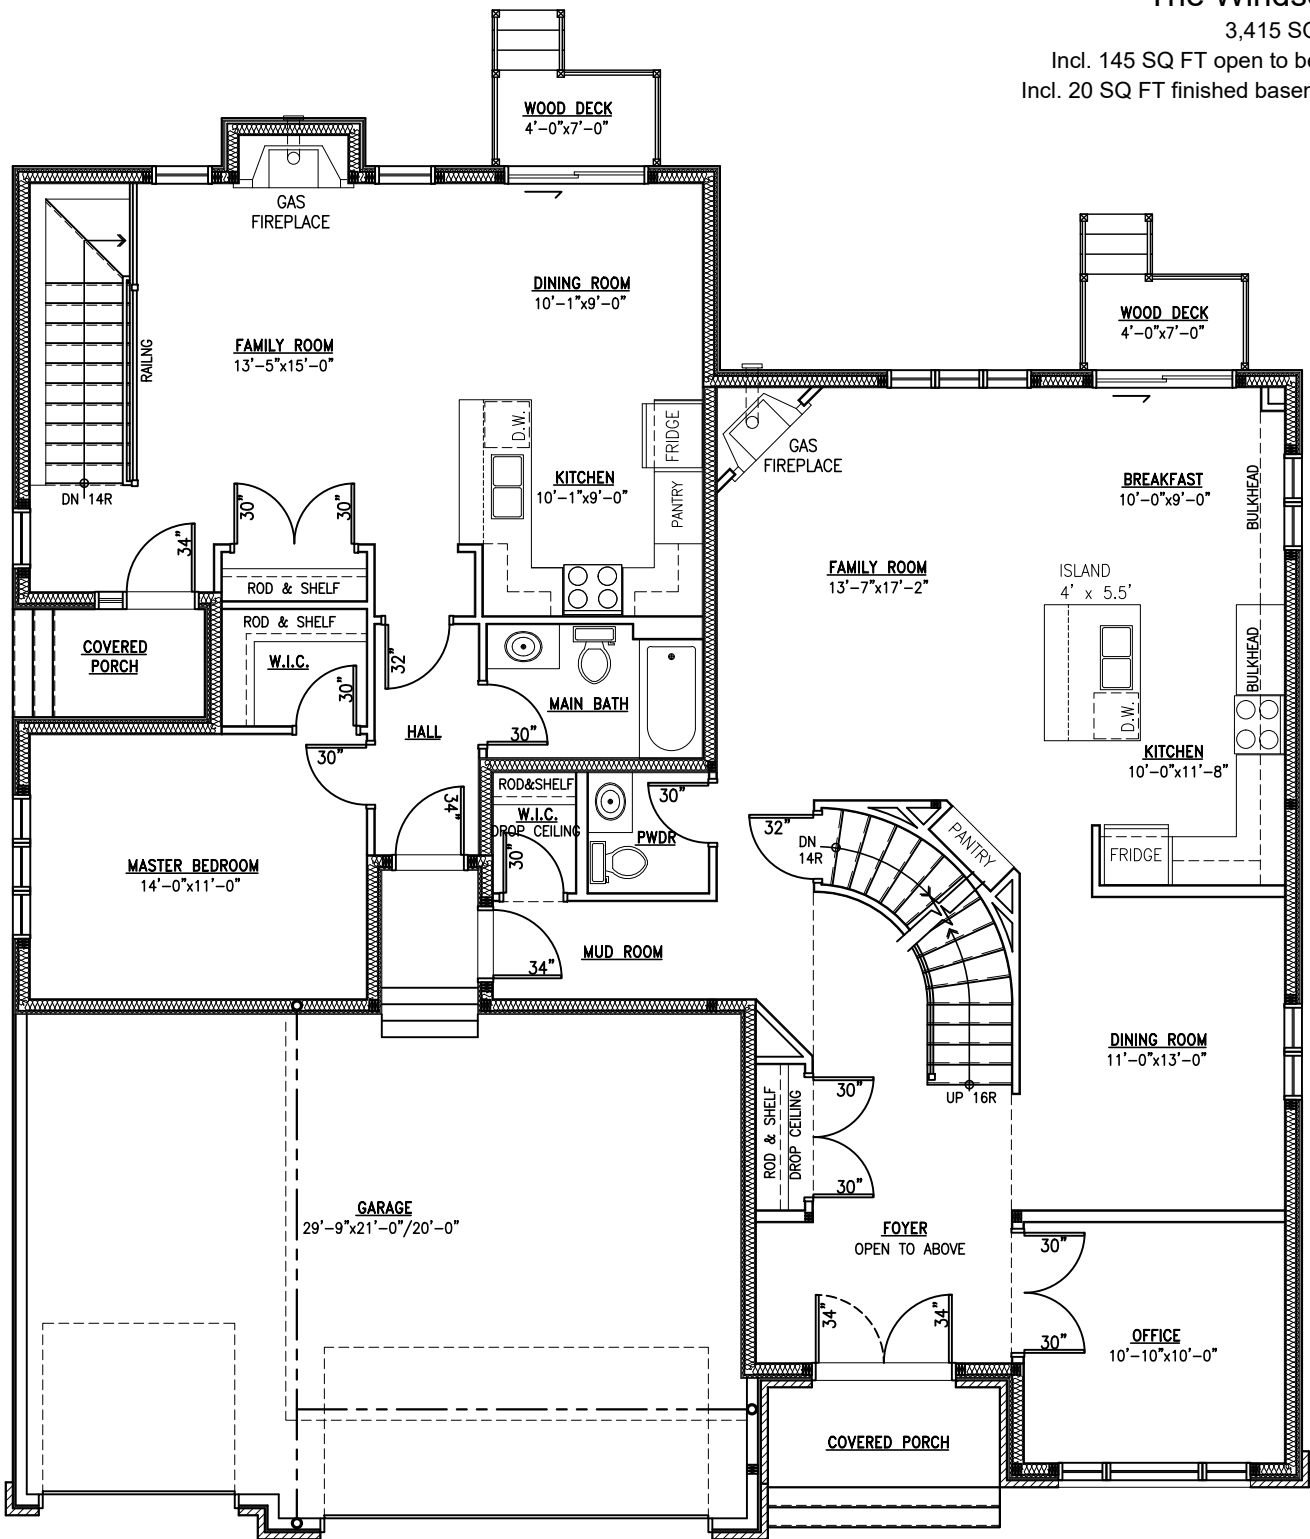 3,415 SQ
Incl. 145 SQ FT open to be
Incl. 20 SQ FT finished baser
WOOD DECK
4'-0"x7'-0"
GAS
FIREPLACE
DINING ROOM
10'-1"x9'-0"
FAMILY ROOM
13'-5"x15'-0"
RAILNG
DN 14R
WOOD DECK
4'-0"x7'-0"
D.W.
FRIDGE
KITCHEN
10'-1"x9'-0"
PANTRY
GAS
FIREPLACE
BREAKFAST
10'-0"x9'-0"
BULKHEAD
30"
30"
34"
ROD & SHELF
FAMILY ROOM
13'-7"x17'-2"
ISLAND
4' x 5.5'
COVERED
PORCH
ROD & SHELF
W.I.C.
30"
32"
MAIN BATH
30"
HALL
30"
34"
BULKHEAD
D.W.
KITCHEN
10'-0"x11'-8"
ROD&SHELF
W.I.C.
DROP CEILING
30"
30"
PWDR
32"
DN
14R
PANTRY
FRIDGE
MASTER BEDROOM
14'-0"x11'-0"
34"
MUD ROOM
DINING ROOM
11'-0"x13'-0"
UP 16R
30"
ROD & SHELF
DROP CEILING
30"
GARAGE
29'-9"x21'-0"/20'-0"
FOYER
OPEN TO ABOVE
34"
34"
30"
30"
OFFICE
10'-10"x10'-0"
COVERED PORCH